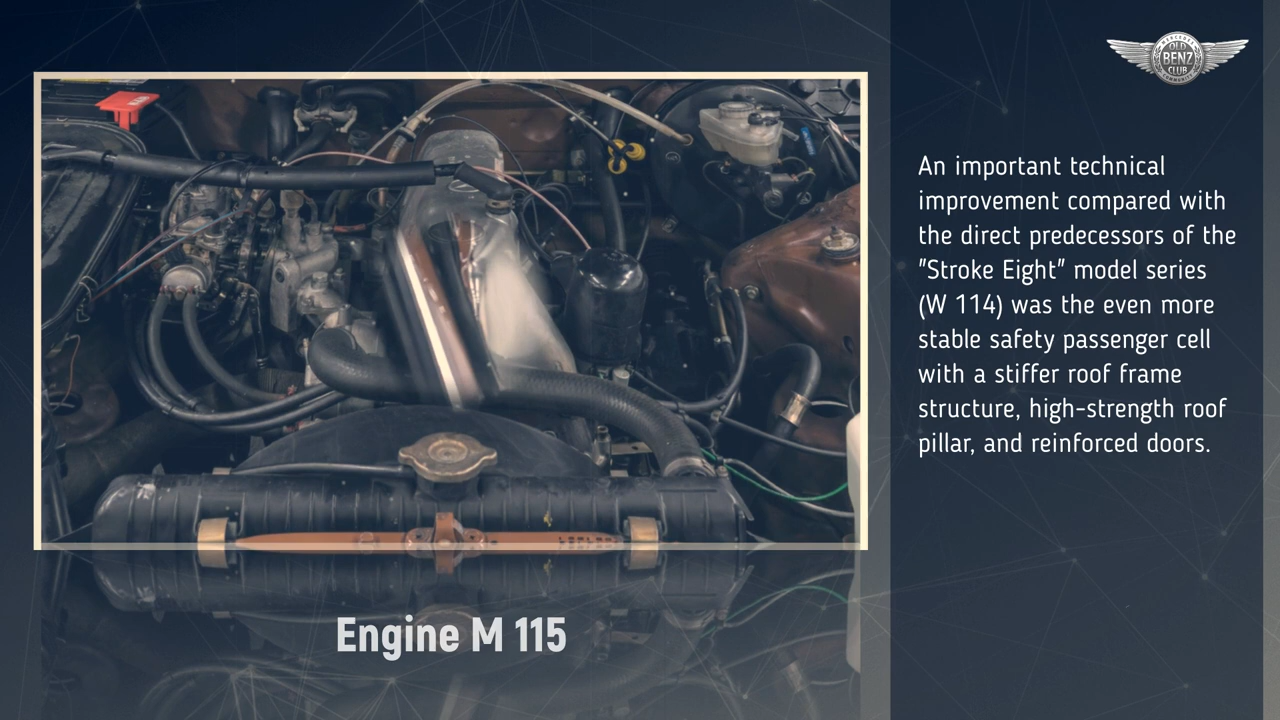 OLD
BENZ
CLUB
An important technical
improvement compared with
the direct predecessors of the
"Stroke Eight" model series
(W 114) was the even more
stable safety passenger cell
with a stiffer roof frame
structure, high-strength roof
pillar, and reinforced doors.
Engine M 115